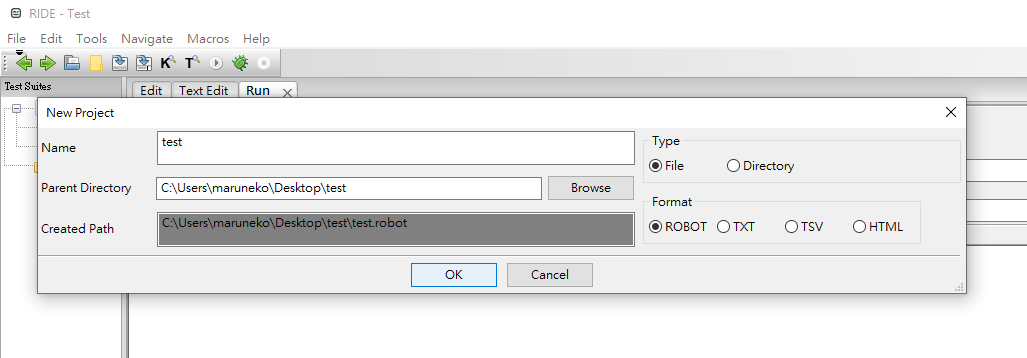 RIDE - Test
File Edit Tools Navigate Macros Help
K T
Test Suites
Edit Text Edit Run
New Project
Name test
Type
File Directory
Parent Directory C:\Users\maruneko\Desktop\test Browse
Format
Created Path C:\Users\maruneko\Desktop\test\test.robot
ROBOT TXT TSV HTML
OK Cancel